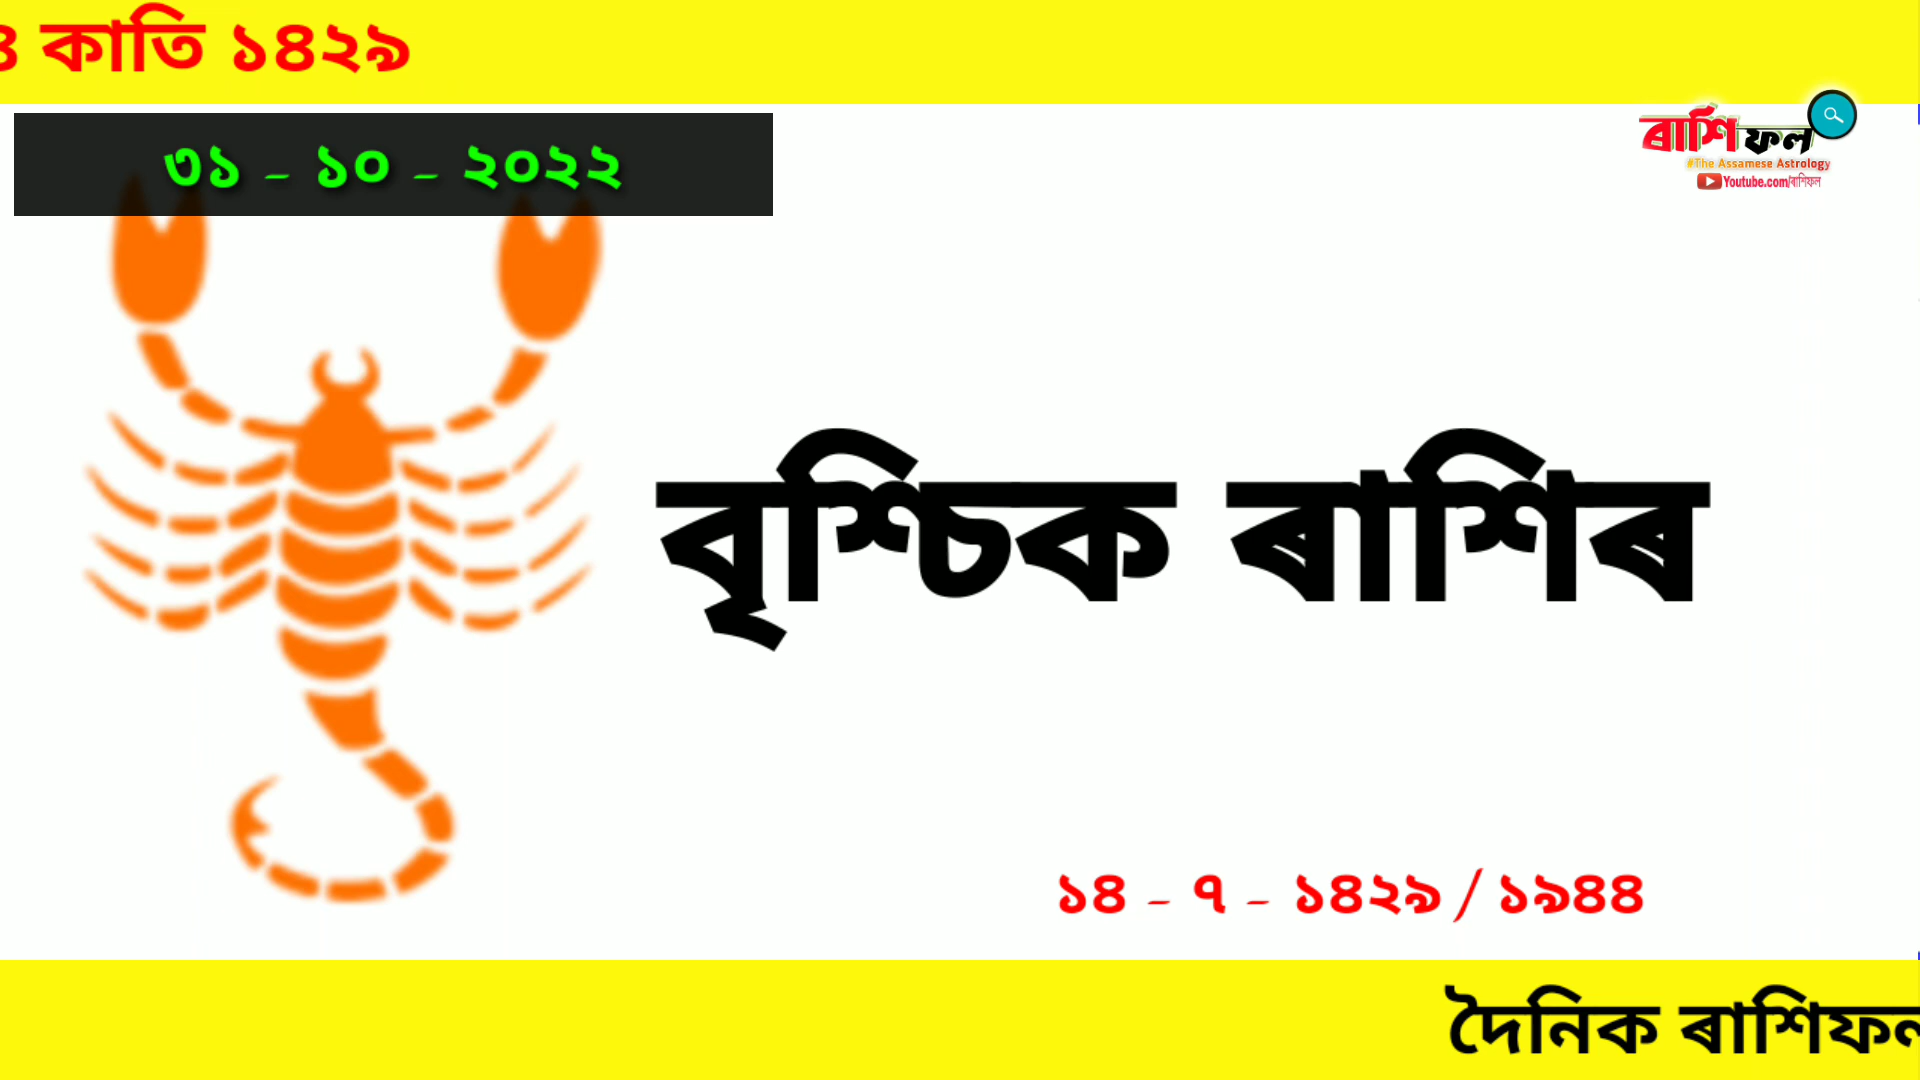 কাতি ১৪২৯
৩১ - ১০ - ২০২২
ৰাশি ফল
#The Assamese Astrology
Youtube.com/ৰাশিফল
বৃশ্চিক ৰাশিৰ
১৪ - ৭ - ১৪২৯ / ১৯৪৪
দৈনিক ৰাশিফল